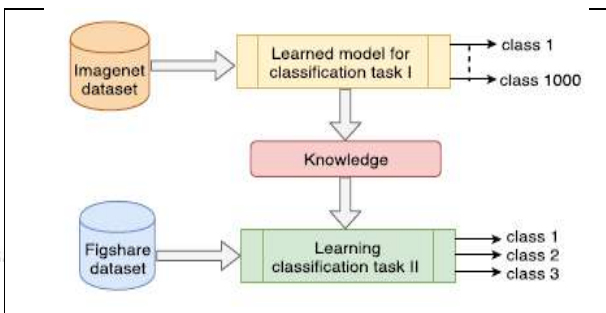 Imagenet
dataset
Learned model for
classification task I
class 1
class 1000
Knowledge
Figshare
dataset
Learning
classification task II
class 1
class 2
class 3